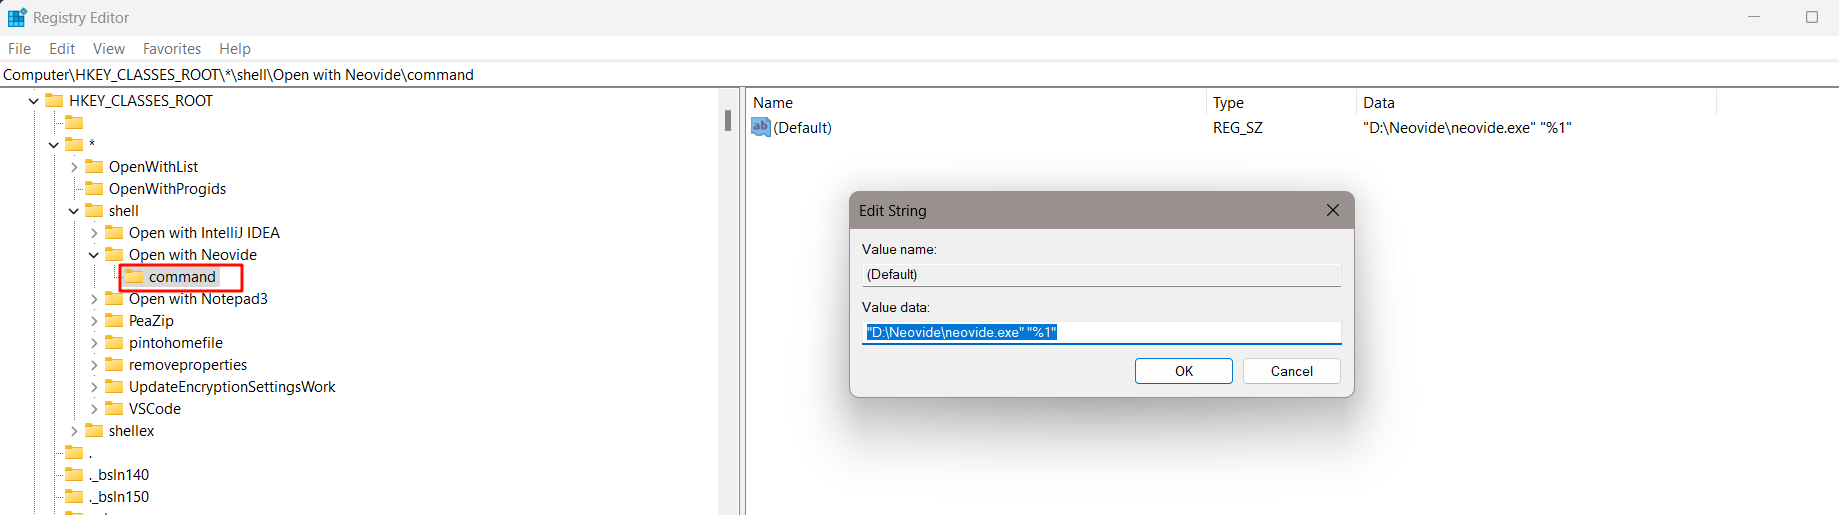 Registry Editor
File Edit View Favorites Help
Computer\HKEY_CLASSES_ROOT\*\shell\Open with Neovide\command
HKEY_CLASSES_ROOT
*
OpenWithList
OpenWithProgids
shell
Open with IntelliJ IDEA
Open with Neovide
command
Open with Notepad3
PeaZip
pintohomefile
removeproperties
UpdateEncryptionSettingsWork
VSCode
shellex
.
._bsln140
._bsln150
Name Type Data
ab (Default) REG_SZ "D:\Neovide\neovide.exe" "%1"
Edit String
Value name:
(Default)
Value data:
"D:\Neovide\neovide.exe" "%1"
OK Cancel